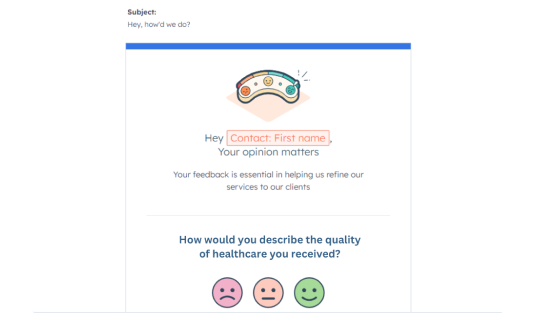 Subject:
Hey, how'd we do?
Hey Contact: First name ,
Your opinion matters
Your feedback is essential in helping us refine our
services to our clients
How would you describe the quality
of healthcare you received?